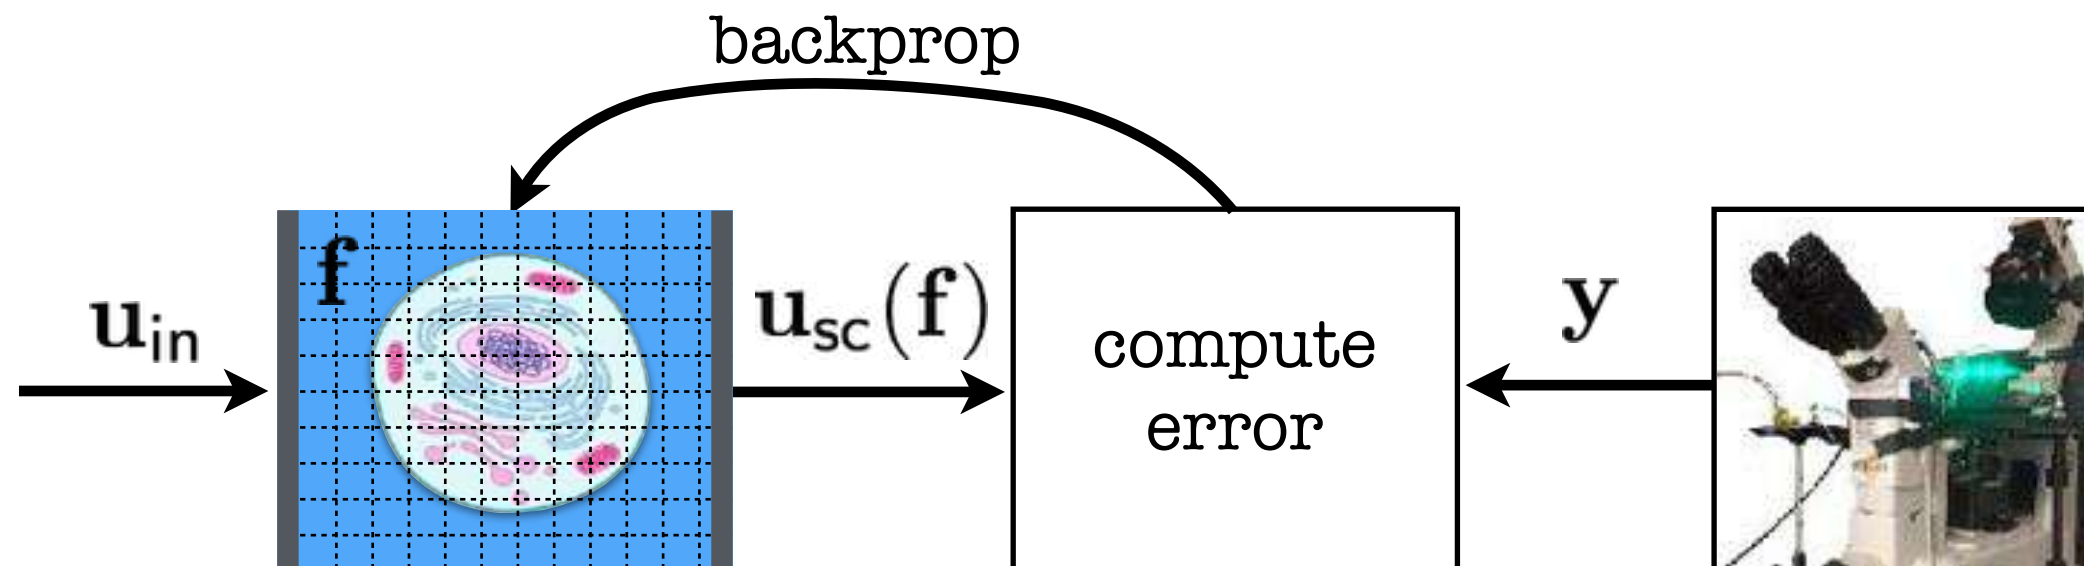 backprop
f
u_in
u_sc(f)
compute
error
y